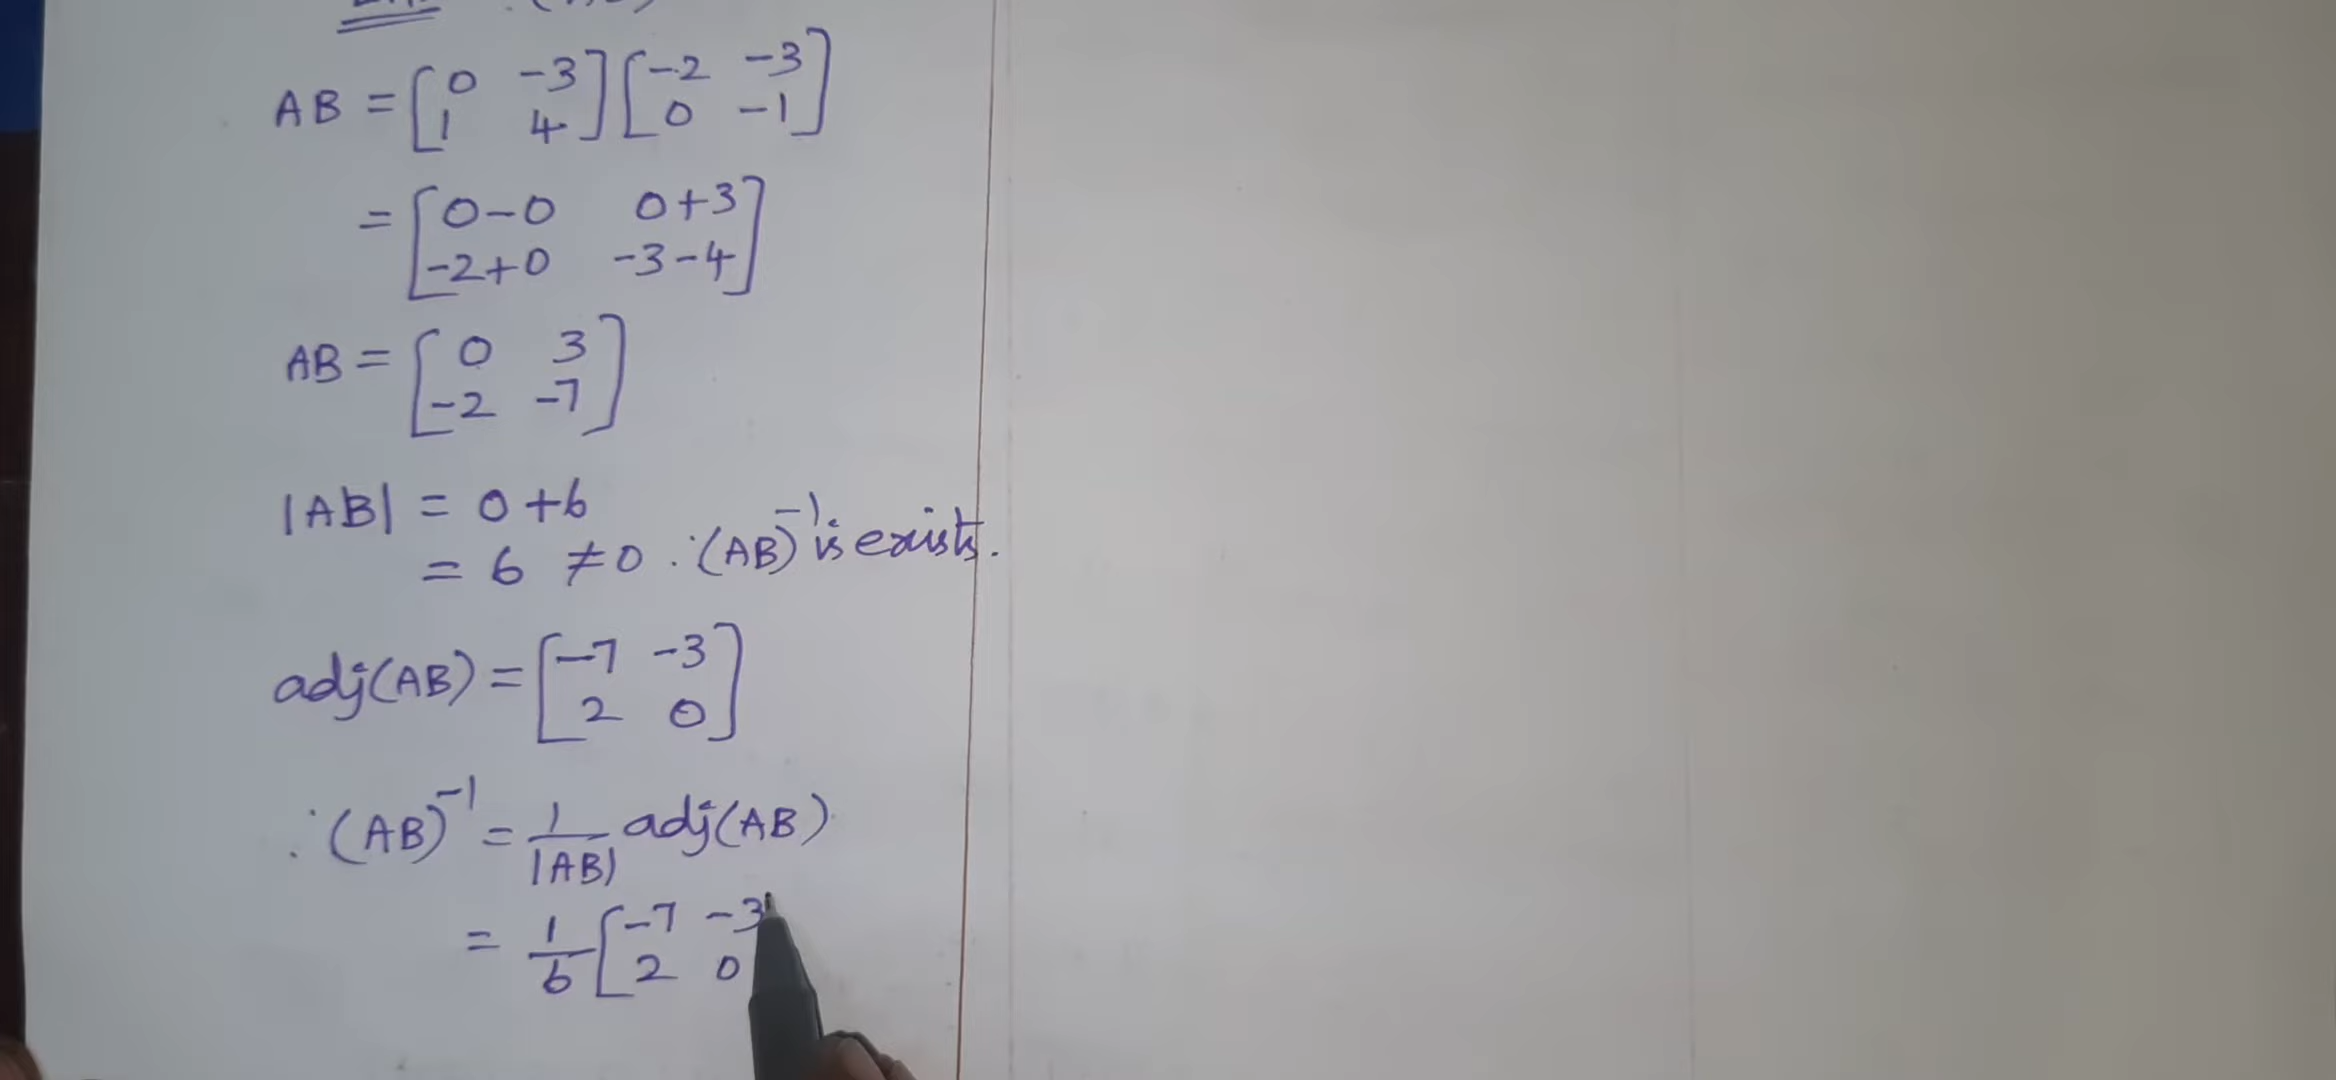 AB = [0 -3] [-2 -3]
[1 4] [0 -1]
= [0-0 0+3]
[-2+0 -3-4]
AB = [0 3]
[-2 -7]
|AB| = 0+6
= 6 ≠0 ∴(AB)⁻¹ is exists.
adj(AB) = [-7 -3]
[2 0]
∴(AB)⁻¹ = 1/|AB| adj(AB)
= 1/6 [-7 -3
[2 0